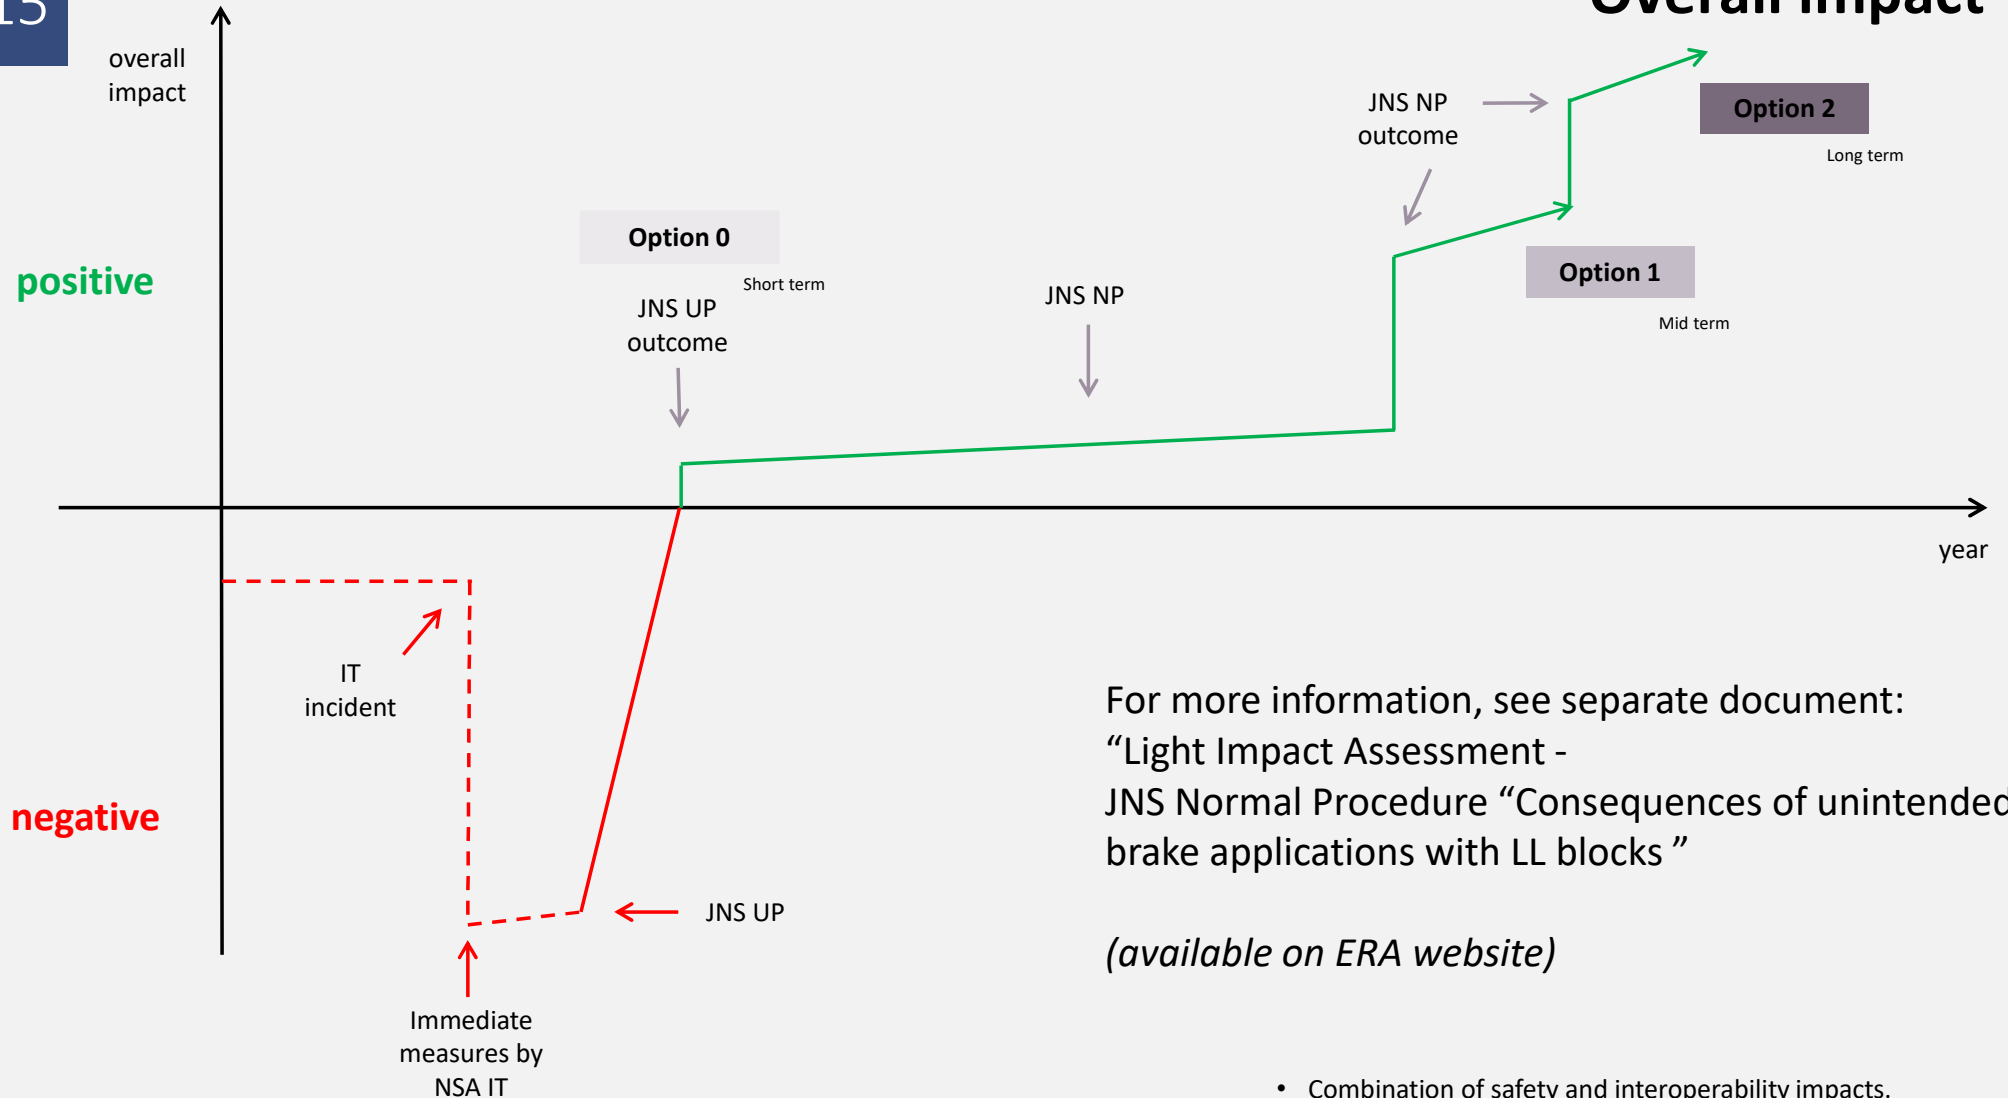 15
Overall impact
overall
impact
JNS NP
outcome
Option 2
Long term
Option 0
Short term
positive
JNS UP
outcome
JNS NP
Option 1
Mid term
year
IT
incident
For more information, see separate document:
“Light Impact Assessment -
JNS Normal Procedure “Consequences of unintended
brake applications with LL blocks ”
negative
JNS UP
(available on ERA website)
Immediate
measures by
NSA IT
• Combination of safety and interoperability impacts.